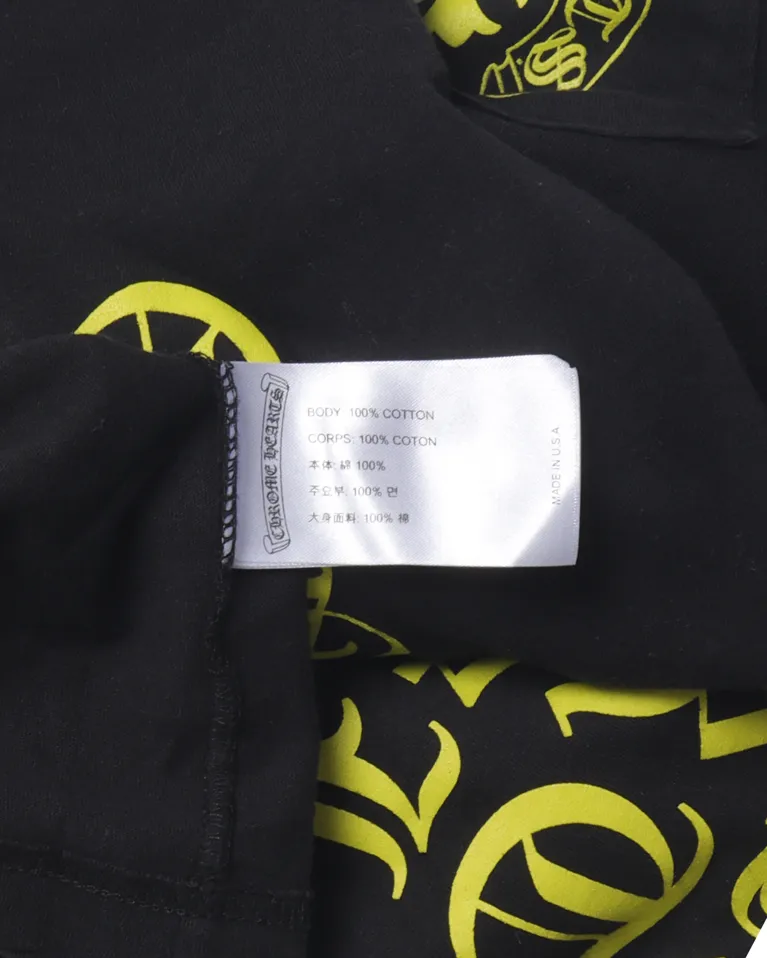 CHROME HEARTS
BODY: 100% COTTON
CORPS: 100% COTON
本体: 綿 100%
주요부: 100% 면
大身面料: 100% 棉
MADE IN U.S.A